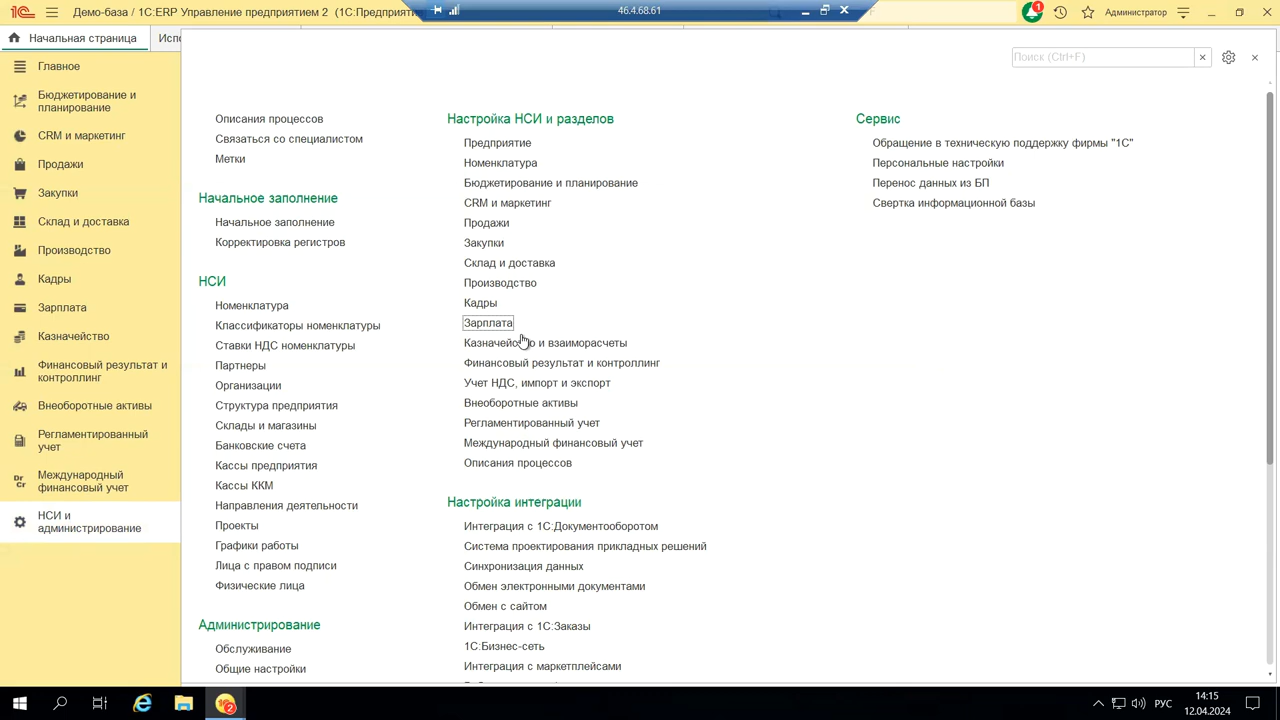 Демо-база / 1С:ERP Управление предприятием 2 (1С:Предприяти
46.4.68.61
1
Администратор
Начальная страница
Исп
Главное
Бюджетирование и
планирование
CRM и маркетинг
Продажи
Закупки
Склад и доставка
Производство
Кадры
Зарплата
Казначейство
Финансовый результат и
контроллинг
Внеоборотные активы
Регламентированный
учет
Международный
финансовый учет
НСИ и
администрирование
Поиск (Ctrl+F)
Описания процессов
Связаться со специалистом
Метки
Начальное заполнение
Начальное заполнение
Корректировка регистров
НСИ
Номенклатура
Классификаторы номенклатуры
Ставки НДС номенклатуры
Партнеры
Организации
Структура предприятия
Склады и магазины
Банковские счета
Кассы предприятия
Кассы ККМ
Направления деятельности
Проекты
Графики работы
Лица с правом подписи
Физические лица
Администрирование
Обслуживание
Общие настройки
Настройка НСИ и разделов
Предприятие
Номенклатура
Бюджетирование и планирование
CRM и маркетинг
Продажи
Закупки
Склад и доставка
Производство
Кадры
Зарплата
Казначейство и взаиморасчеты
Финансовый результат и контроллинг
Учет НДС, импорт и экспорт
Внеоборотные активы
Регламентированный учет
Международный финансовый учет
Описания процессов
Настройка интеграции
Интеграция с 1С:Документооборотом
Система проектирования прикладных решений
Синхронизация данных
Обмен электронными документами
Обмен с сайтом
Интеграция с 1С:Заказы
1С:Бизнес-сеть
Интеграция с маркетплейсами
Сервис
Обращение в техническую поддержку фирмы "1С"
Персональные настройки
Перенос данных из БП
Свертка информационной базы
2
РУС
14:15
12.04.2024